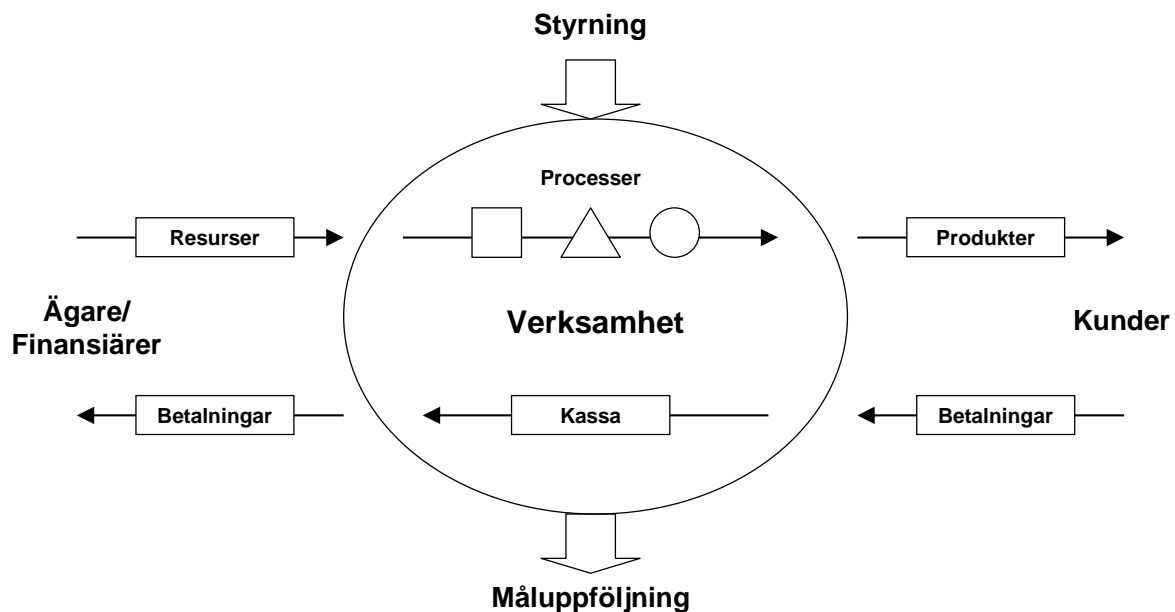 Styrning
Processer
Resurser
Produkter
Ägare/
Finansiärer
Verksamhet
Kunder
Betalningar
Kassa
Betalningar
Måluppföljning